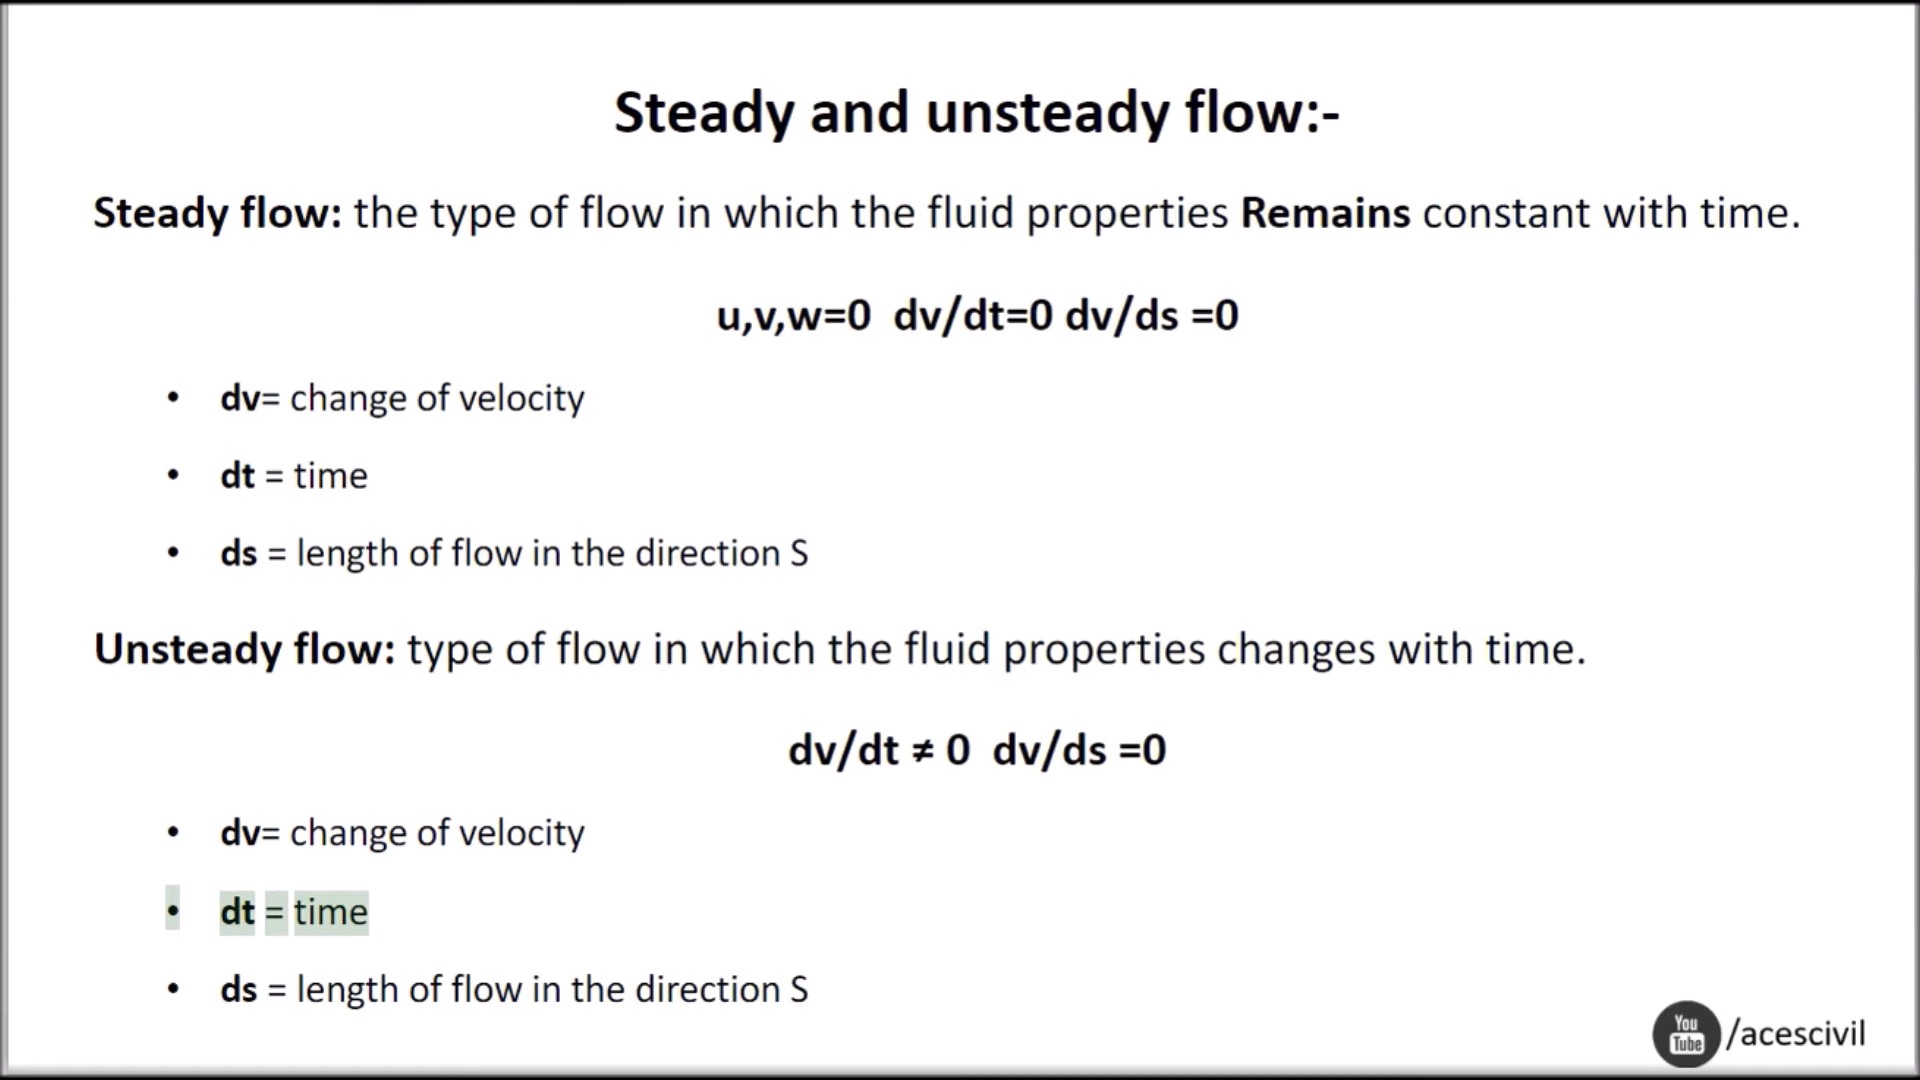 Steady and unsteady flow:-
Steady flow: the type of flow in which the fluid properties Remains constant with time.
u,v,w=0 dv/dt=0 dv/ds =0
• dv= change of velocity
• dt = time
• ds = length of flow in the direction S
Unsteady flow: type of flow in which the fluid properties changes with time.
dv/dt ≠ 0 dv/ds =0
• dv= change of velocity
• dt = time
• ds = length of flow in the direction S
You Tube /acescivil